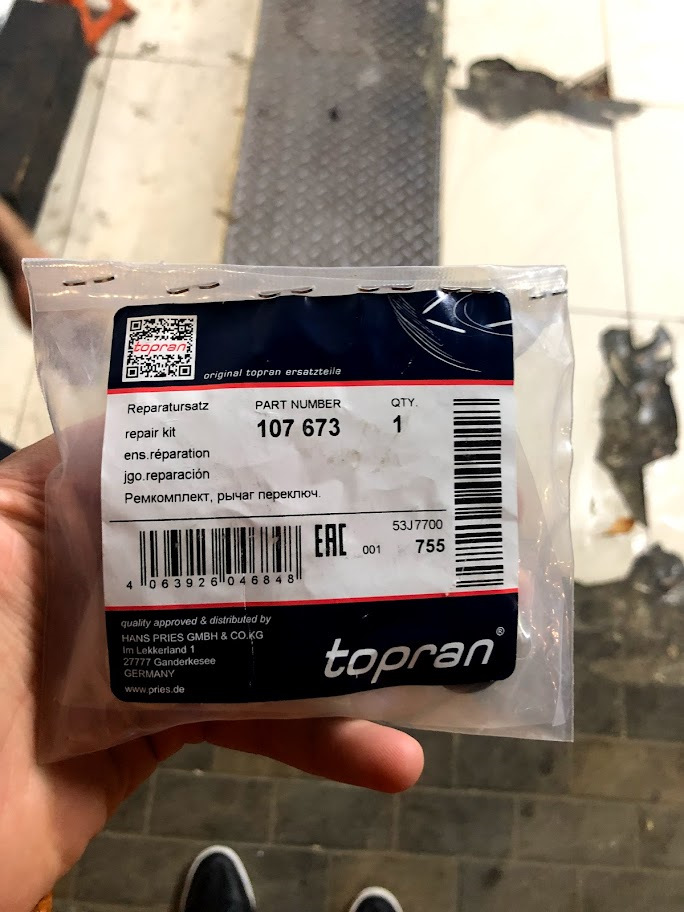 topran
original topran ersatzteile
Reparatursatz
PART NUMBER
QTY.
repair kit
107 673
1
ens.réparation
jgo.reparación
Ремкомплект, рычаг переключ.
53J7700
EAC
001
755
4 063926 046848
quality approved & distributed by
HANS PRIES GMBH & CO.KG
Im Lekkerland 1
27777 Ganderkesee
GERMANY
www.pries.de
topran®